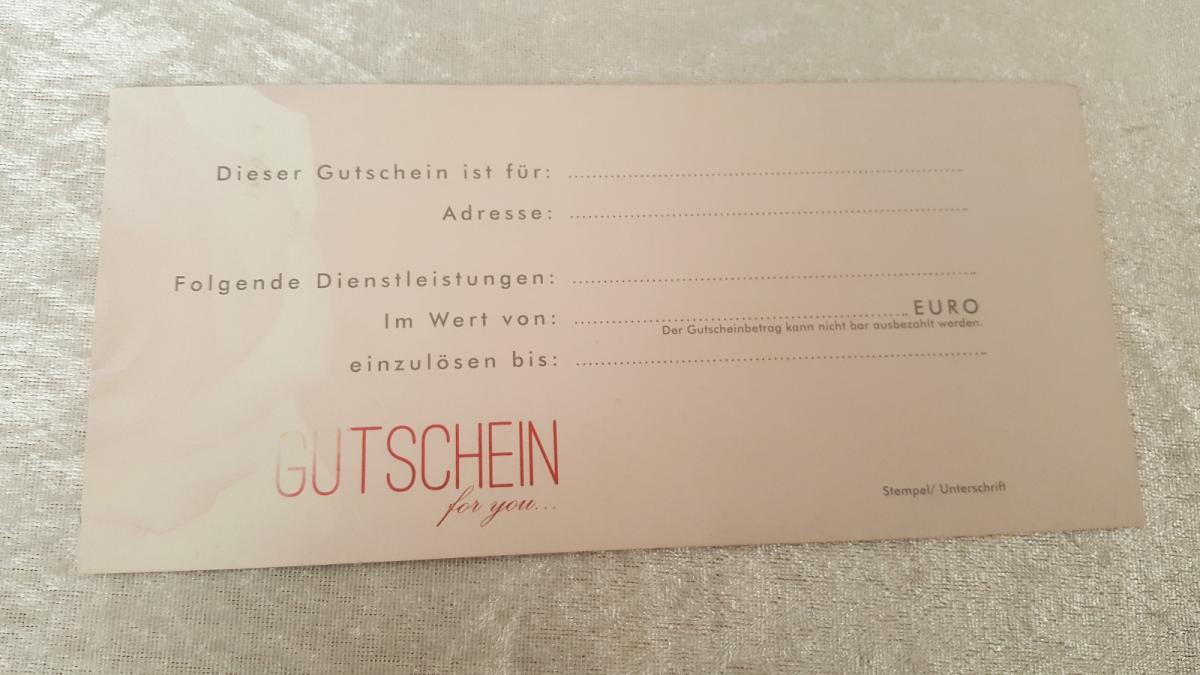 Dieser Gutschein ist für:
Adresse:
Folgende Dienstleistungen:
Im Wert von: EURO
Der Gutscheinbetrag kann nicht bar ausbezahlt werden.
einzulösen bis:
GUTSCHEIN
for you...
Stempel/ Unterschrift